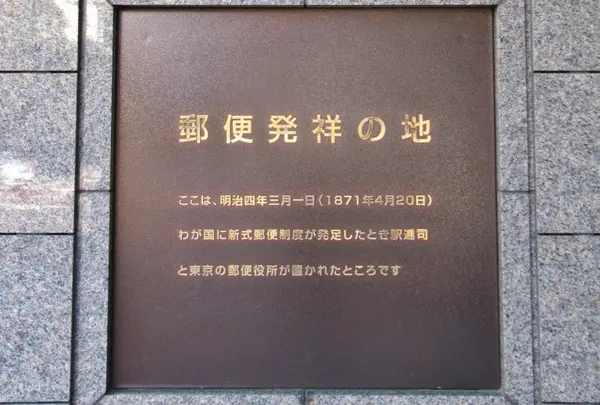 郵便発祥の地
ここは、明治四年三月一日（1871年4月20日）
わが国に新式郵便制度が発足したとき駅逓司
と東京の郵便役所が置かれたところです